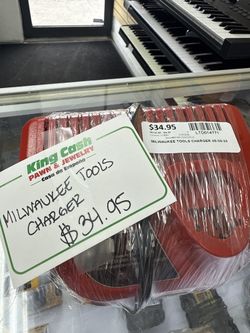 $34.95
MILWAUKEE TOOLS CHARGER
King Cash
PAWN & JEWELRY
Casa de Empeño
MILWAUKEE TOOLS
CHARGER
$34.95